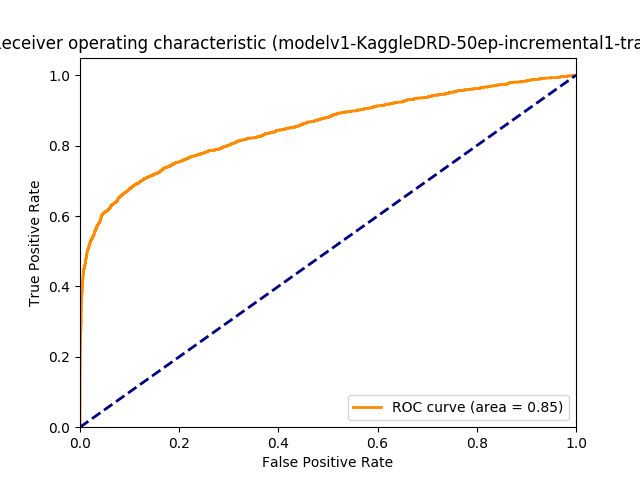 eceiver operating characteristic (modelv1-KaggleDRD-50ep-incremental1-tra
1.0
0.8
0.6
0.4
0.2
0.0
True Positive Rate
ROC curve (area = 0.85)
0.0 0.2 0.4 0.6 0.8 1.0
False Positive Rate